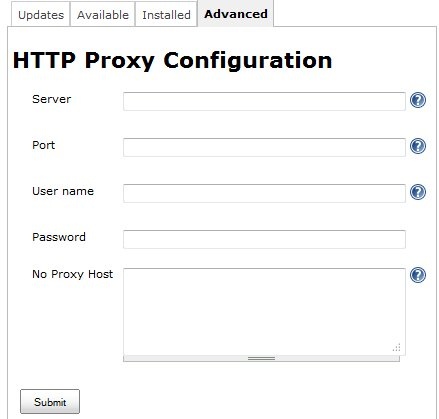 Updates Available Installed Advanced
HTTP Proxy Configuration
Server ?
Port ?
User name ?
Password
No Proxy Host ?
Submit